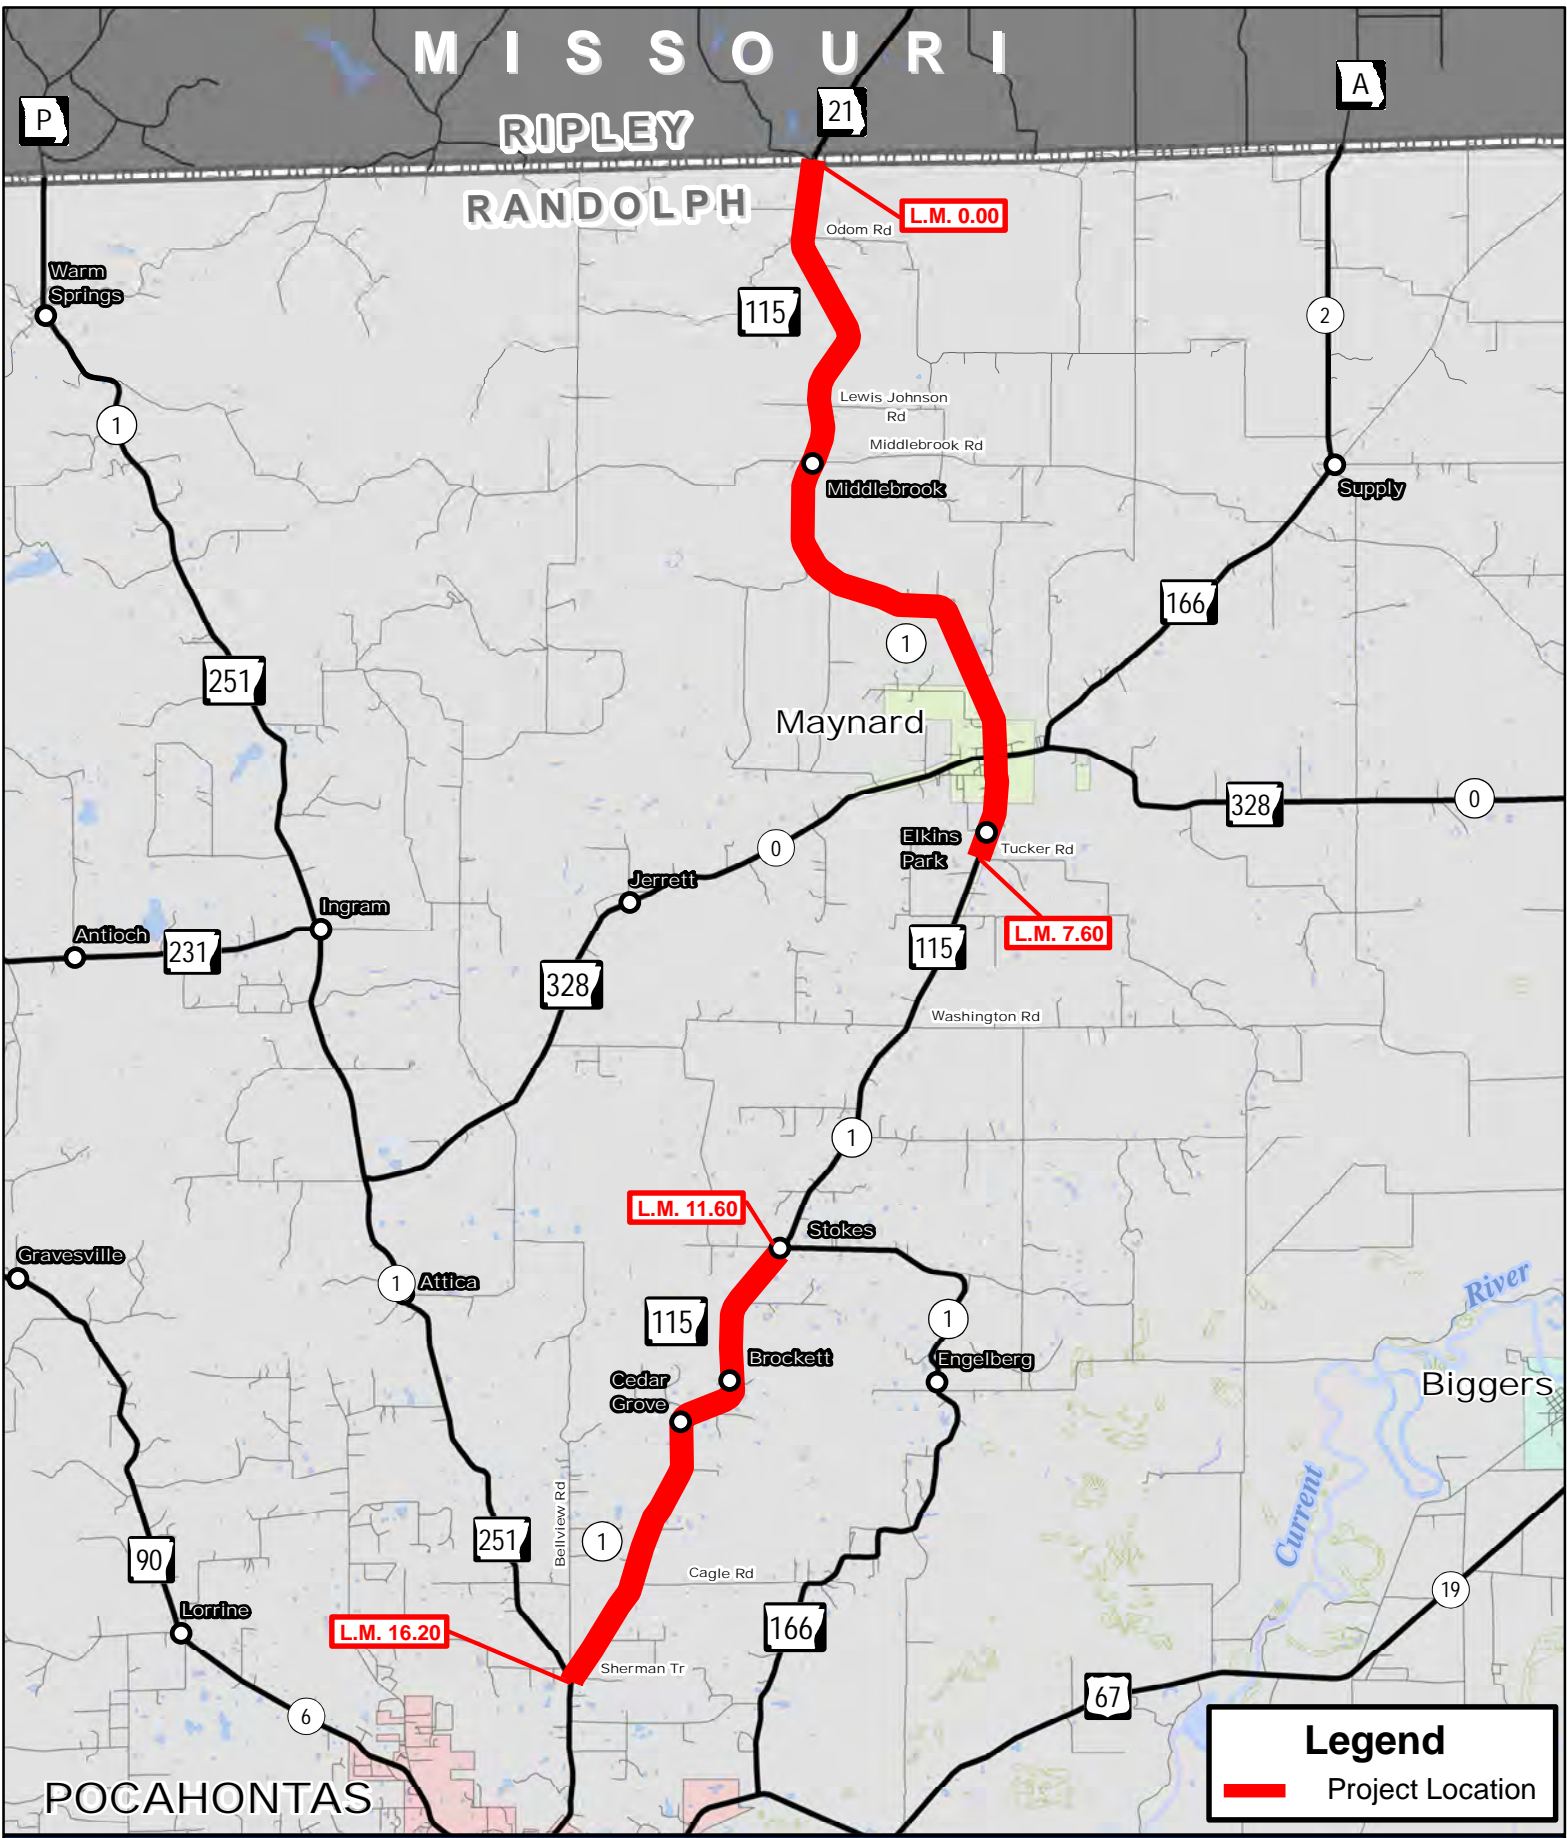 MISSOURI
P
21
A
RIPLEY
RANDOLPH
L.M. 0.00
Odom Rd
Warm
Springs
115
2
1
Lewis Johnson
Rd
Middlebrook Rd
Middlebrook
Supply
166
1
251
Maynard
328
0
Elkins
Park
Tucker Rd
0
Jerrett
Ingram
Antioch
231
L.M. 7.60
115
328
Washington Rd
1
L.M. 11.60
Stokes
Gravesville
1
Attica
115
1
River
Brockett
Engelberg
Cedar
Grove
Biggers
Bellview Rd
Current
251
1
90
Cagle Rd
19
Lorrine
L.M. 16.20
166
Sherman Tr
67
6
POCAHONTAS
Legend
Project Location